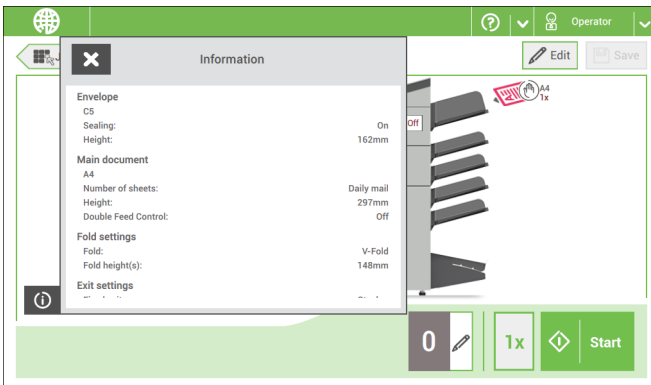 Operator
J
Edit
Save
Information
Envelope
C5
Sealing: On
Height: 162mm
Main document
A4
Number of sheets: Daily mail
Height: 297mm
Double Feed Control: Off
Fold settings
Fold: V-Fold
Fold height(s): 148mm
Exit settings
Off
A4
1x
0
1x
Start